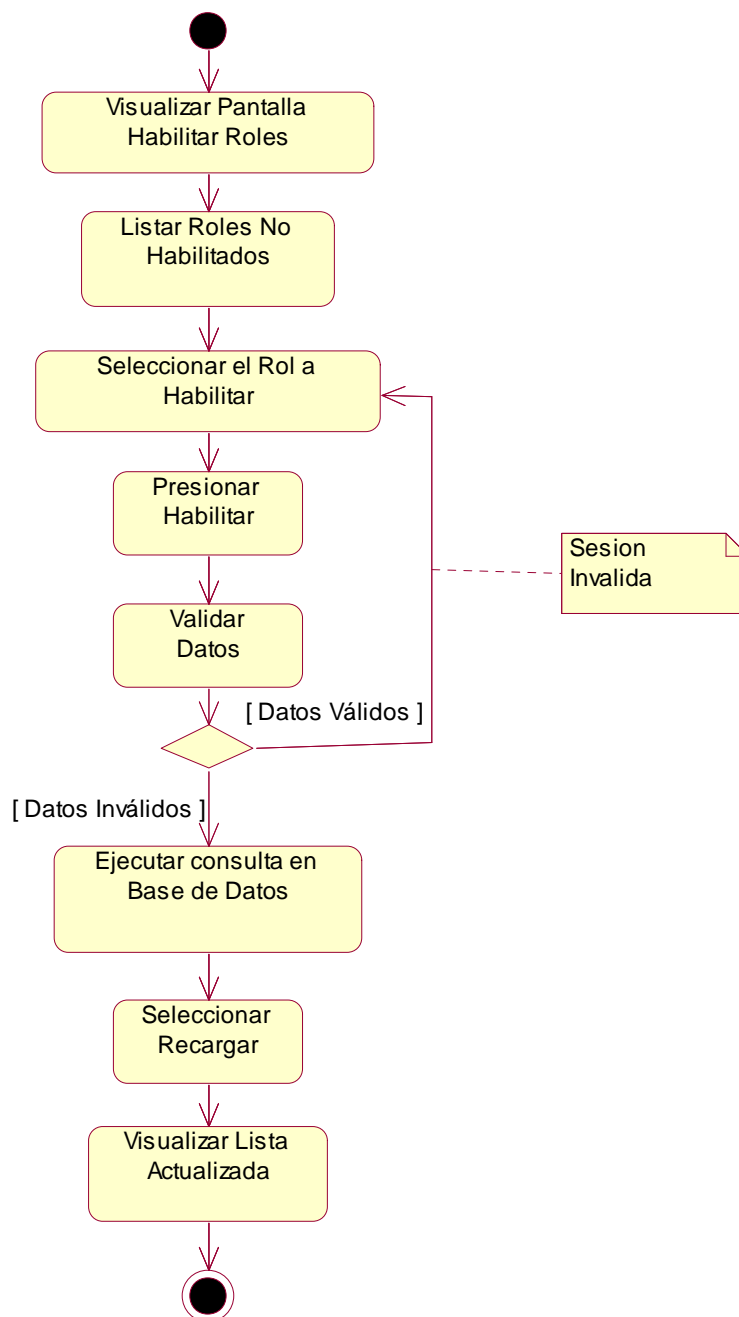 Visualizar Pantalla
Habilitar Roles
Listar Roles No
Habilitados
Seleccionar el Rol a
Habilitar
Presionar
Habilitar
Sesion
Invalida
Validar
Datos
[ Datos Válidos ]
[ Datos Inválidos ]
Ejecutar consulta en
Base de Datos
Seleccionar
Recargar
Visualizar Lista
Actualizada